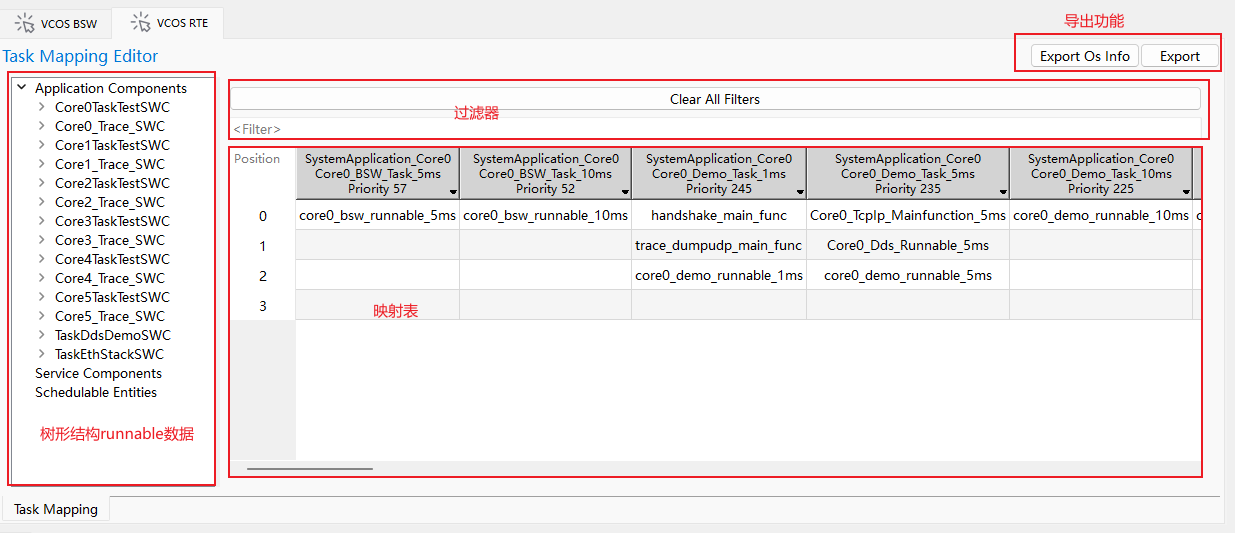 VCOS BSW
VCOS RTE
导出功能
Task Mapping Editor
Export Os Info
Export
Application Components
Core0TaskTestSWC
Core0_Trace_SWC
Core1TaskTestSWC
Core1_Trace_SWC
Core2TaskTestSWC
Core2_Trace_SWC
Core3TaskTestSWC
Core3_Trace_SWC
Core4TaskTestSWC
Core4_Trace_SWC
Core5TaskTestSWC
Core5_Trace_SWC
TaskDdsDemoSWC
TaskEthStackSWC
Service Components
Schedulable Entities
树形结构runnable数据
Clear All Filters
过滤器
<Filter>
Position
SystemApplication_Core0
Core0_BSW_Task_5ms
Priority 57
SystemApplication_Core0
Core0_BSW_Task_10ms
Priority 52
SystemApplication_Core0
Core0_Demo_Task_1ms
Priority 245
SystemApplication_Core0
Core0_Demo_Task_5ms
Priority 235
SystemApplication_Core0
Core0_Demo_Task_10ms
Priority 225
0 core0_bsw_runnable_5ms core0_bsw_runnable_10ms handshake_main_func Core0_TcpIp_Mainfunction_5ms core0_demo_runnable_10ms c
1 trace_dumpudp_main_func Core0_Dds_Runnable_5ms
2 core0_demo_runnable_1ms core0_demo_runnable_5ms
3
映射表
Task Mapping